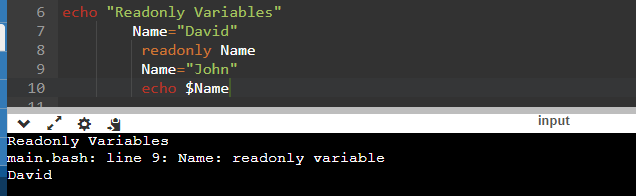 6 echo "Readonly Variables"
7 Name="David"
8 readonly Name
9 Name="John"
10 echo $Name
11
input
Readonly Variables
main.bash: line 9: Name: readonly variable
David